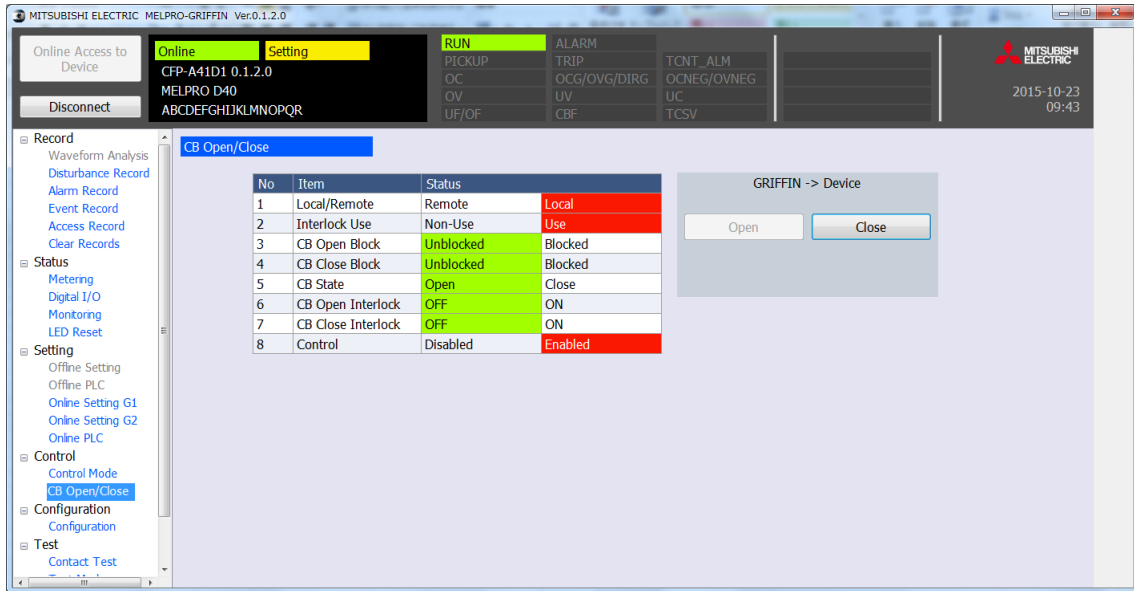 MITSUBISHI ELECTRIC MELPRO-GRIFFIN Ver.0.1.2.0
Online Access to
Device
Disconnect
Online Setting
CFP-A41D1 0.1.2.0
MELPRO D40
ABCDEFGHIJKLMNOPQR
RUN ALARM
PICKUP TRIP TCNT_ALM
OC OCG/OVG/DIRG OCNEG/OVNEG
OV UV UC
UF/OF CBF TCSV
MITSUBISHI
ELECTRIC
2015-10-23
09:43
Record
Waveform Analysis
Disturbance Record
Alarm Record
Event Record
Access Record
Clear Records
Status
Metering
Digital I/O
Monitoring
LED Reset
Setting
Offline Setting
Offline PLC
Online Setting G1
Online Setting G2
Online PLC
Control
Control Mode
CB Open/Close
Configuration
Configuration
Test
Contact Test
CB Open/Close
No Item Status
1 Local/Remote Remote Local
2 Interlock Use Non-Use Use
3 CB Open Block Unblocked Blocked
4 CB Close Block Unblocked Blocked
5 CB State Open Close
6 CB Open Interlock OFF ON
7 CB Close Interlock OFF ON
8 Control Disabled Enabled
GRIFFIN -> Device
Open Close